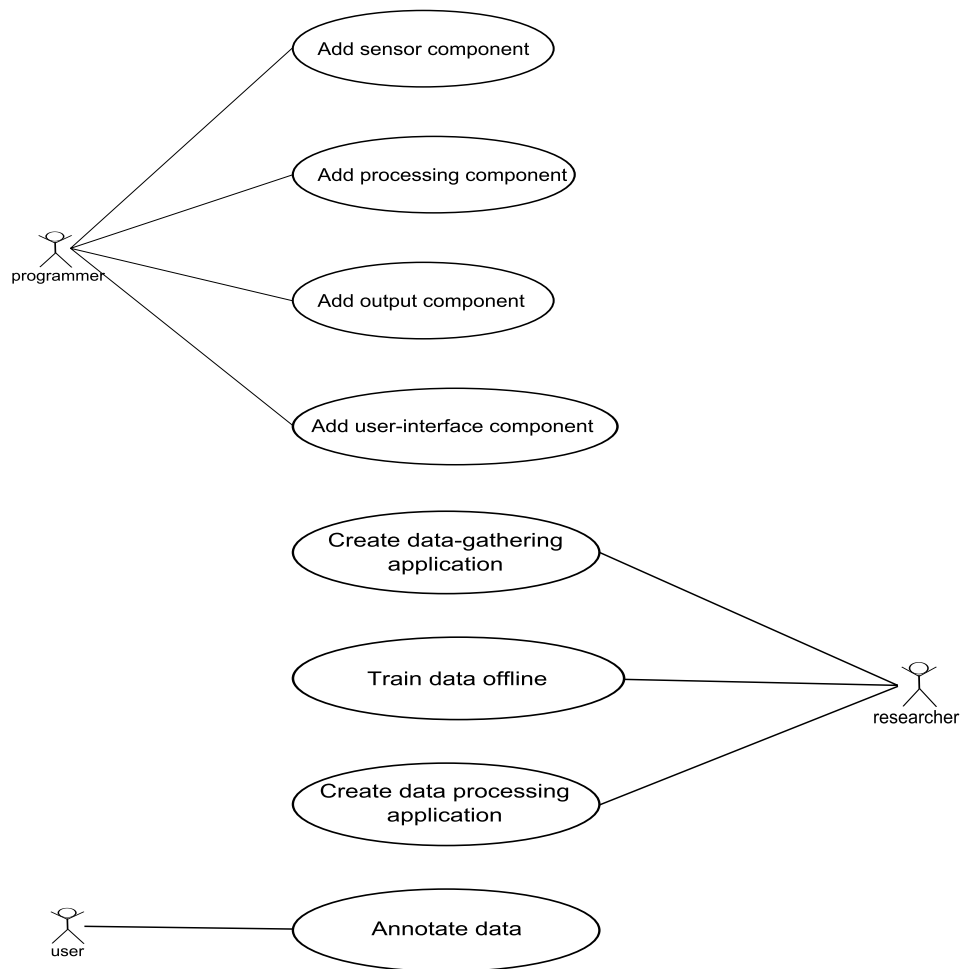 Add sensor component
Add processing component
programmer
Add output component
Add user-interface component
Create data-gathering
application
Train data offline
researcher
Create data processing
application
Annotate data
user